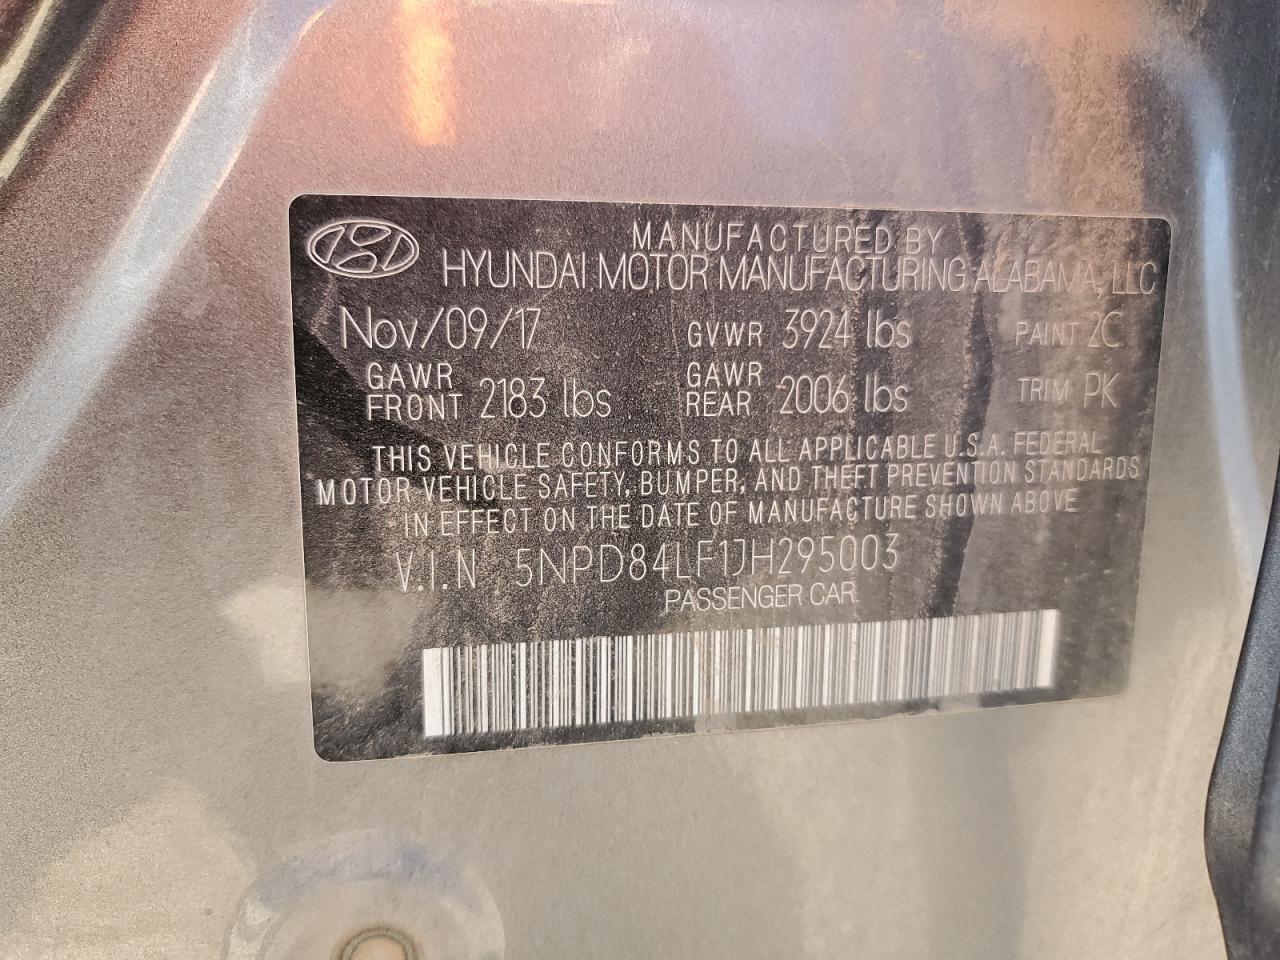 MANUFACTURED BY
HYUNDAI MOTOR MANUFACTURING ALABAMA, LLC
Nov/09/17 GVWR 3924 lbs PAINT 2C
GAWR FRONT 2183 lbs GAWR REAR 2006 lbs TRIM PK
THIS VEHICLE CONFORMS TO ALL APPLICABLE U.S.A. FEDERAL
MOTOR VEHICLE SAFETY, BUMPER, AND THEFT PREVENTION STANDARDS
IN EFFECT ON THE DATE OF MANUFACTURE SHOWN ABOVE
V.I.N 5NPD84LF1JH295003
PASSENGER CAR